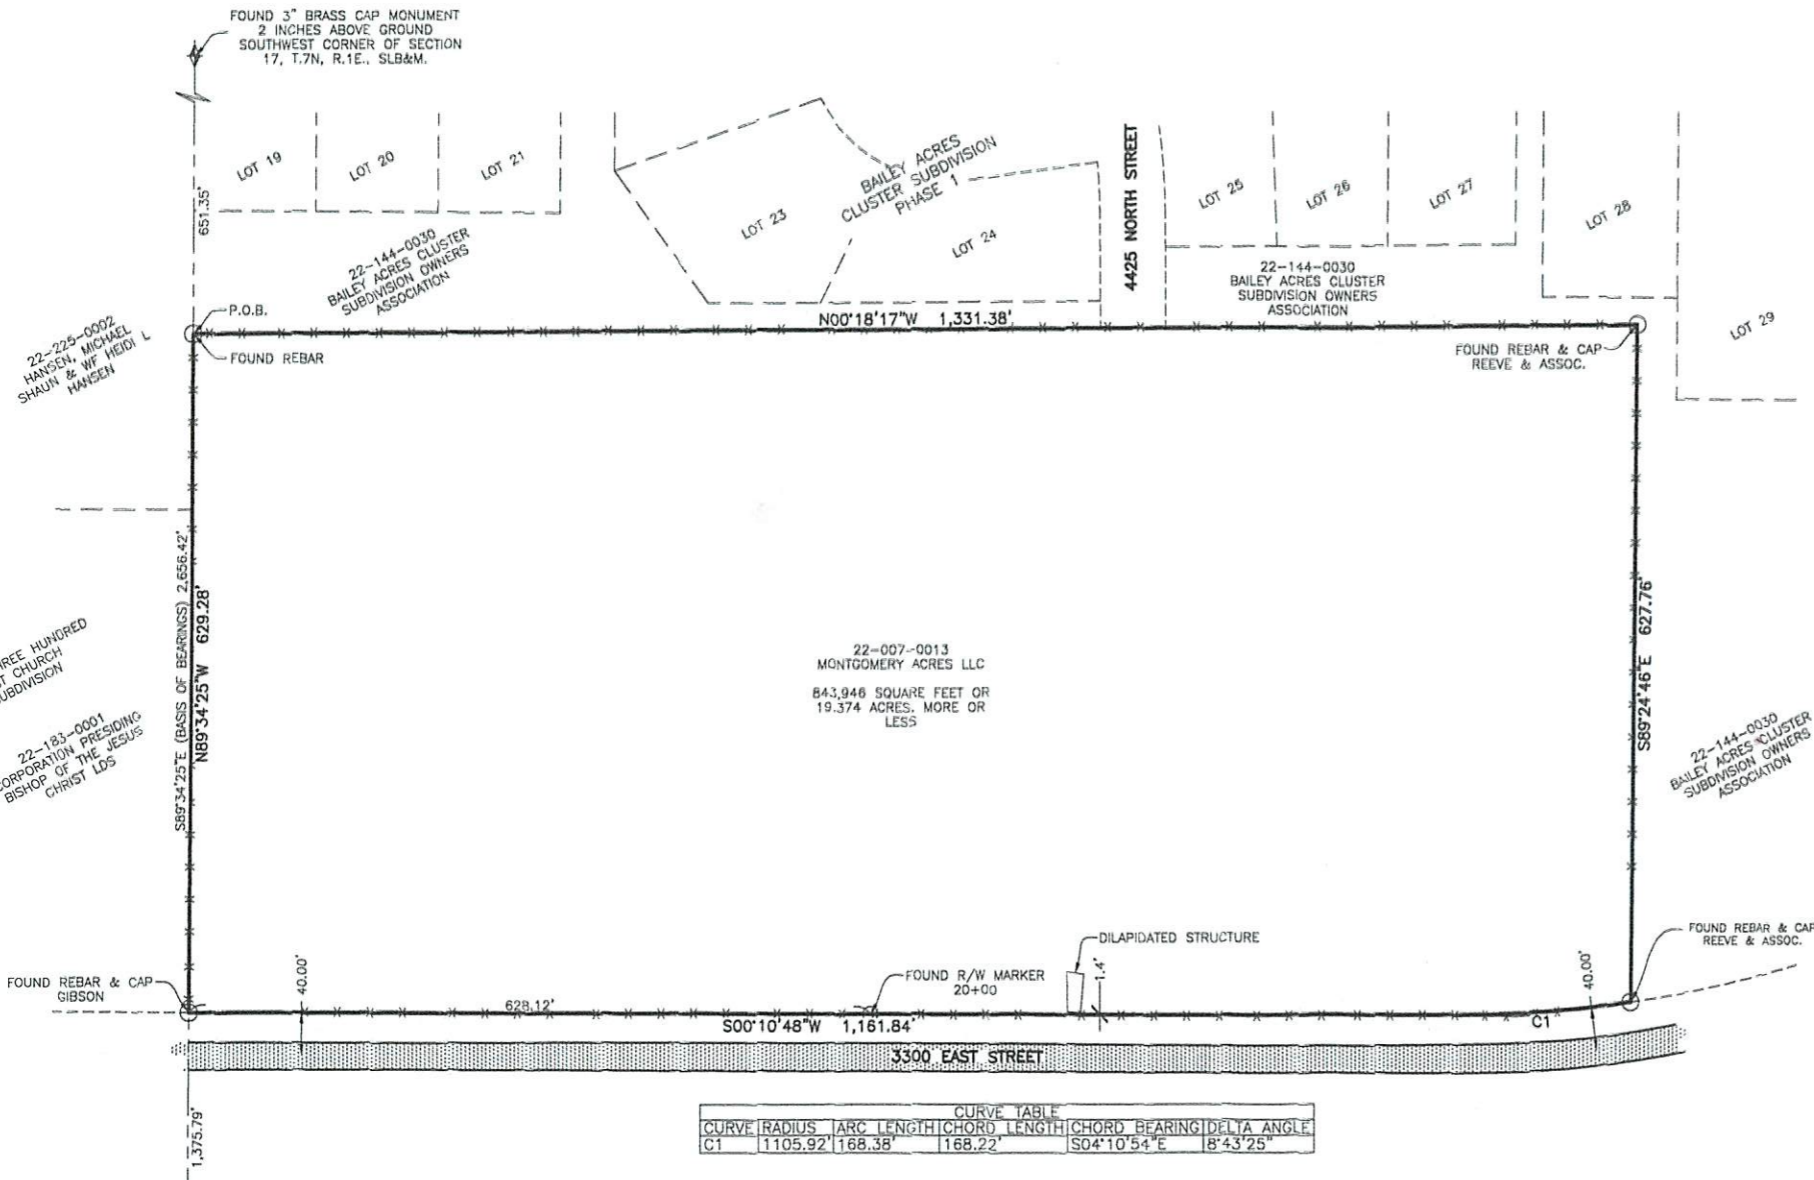 FOUND 3" BRASS CAP MONUMENT
2 INCHES ABOVE GROUND
SOUTHWEST CORNER OF SECTION
17, T.7N, R.1E., SLB&M.
651.35'
LOT 19
LOT 20
LOT 21
LOT 23
BAILEY ACRES
CLUSTER SUBDIVISION
PHASE 1
LOT 24
4425 NORTH STREET
LOT 25
LOT 26
LOT 27
LOT 28
LOT 29
22-144-0030
BAILEY ACRES CLUSTER
SUBDIVISION OWNERS
ASSOCIATION
22-144-0030
BAILEY ACRES CLUSTER
SUBDIVISION OWNERS
ASSOCIATION
P.O.B.
N00°18'17"W 1,331.38'
FOUND REBAR
FOUND REBAR & CAP
REEVE & ASSOC.
22-225-0002
HANSEN, MICHAEL
SHAUN & WF HEIDI L
HANSEN
S89°34'25"E (BASIS OF BEARINGS) 2,656.42'
N89°34'25"W 629.28'
HUNDRED
CHURCH
SUBDIVISION
22-183-0001
CORPORATION PRESIDING
BISHOP OF THE JESUS
CHRIST LDS
22-007-0013
MONTGOMERY ACRES LLC
843,946 SQUARE FEET OR
19.374 ACRES, MORE OR
LESS
S89°24'46"E 627.76'
22-144-0030
BAILEY ACRES CLUSTER
SUBDIVISION OWNERS
ASSOCIATION
FOUND REBAR & CAP
GIBSON
40.00'
628.12'
FOUND R/W MARKER
20+00
DILAPIDATED STRUCTURE
1.4'
40.00'
FOUND REBAR & CAP
REEVE & ASSOC.
S00°10'48"W 1,161.84'
C1
3300 EAST STREET
1,375.79'
CURVE TABLE
CURVE RADIUS ARC LENGTH CHORD LENGTH CHORD BEARING DELTA ANGLE
C1 1105.92' 168.38' 168.22' S04°10'54"E 8°43'25"